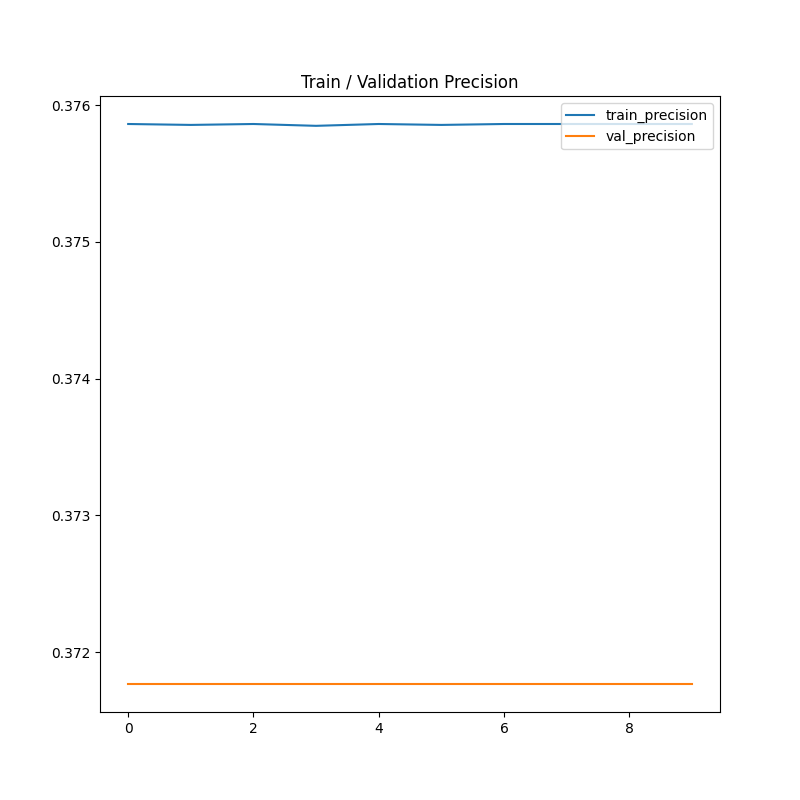 Train / Validation Precision
0.376
train_precision
val_precision
0.375
0.374
0.373
0.372
0 2 4 6 8